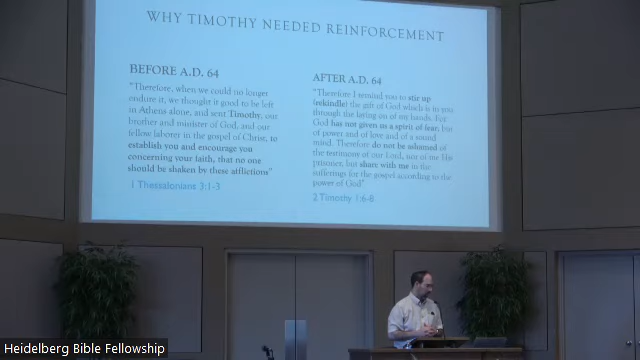 WHY TIMOTHY NEEDED REINFORCEMENT
BEFORE A.D. 64
"Therefore, when we could no longer
endure it, we thought it good to be left
in Athens alone, and sent Timothy, our
brother and minister of God, and our
fellow laborer in the gospel of Christ, to
establish you and encourage you
concerning your faith, that no one
should be shaken by these afflictions"
1 Thessalonians 3:1-3
AFTER A.D. 64
"Therefore I remind you to stir up
(rekindle) the gift of God which is in you
through the laying on of my hands. For
God has not given us a spirit of fear, but
of power and of love and of a sound
mind. Therefore do not be ashamed of
the testimony of our Lord, nor of me His
prisoner, but share with me in the
sufferings for the gospel according to the
power of God"
2 Timothy 1:6-8
Heidelberg Bible Fellowship